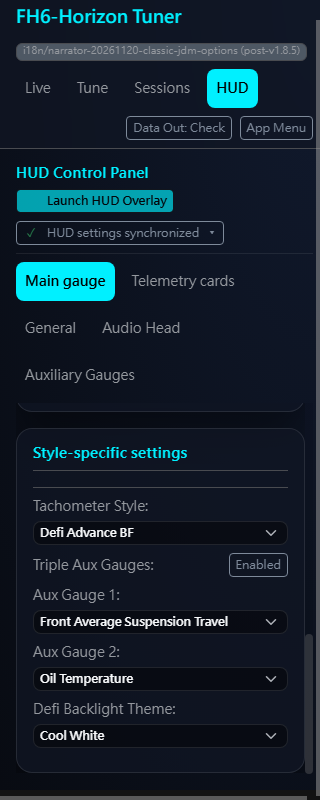 FH6-Horizon Tuner
i18n/narrator-20261120-classic-jdm-options (post-v1.8.5)
Live Tune Sessions HUD
Data Out: Check App Menu
HUD Control Panel
Launch HUD Overlay
✓ HUD settings synchronized
Main gauge Telemetry cards
General Audio Head
Auxiliary Gauges
Style-specific settings
Tachometer Style:
Defi Advance BF
Triple Aux Gauges: Enabled
Aux Gauge 1:
Front Average Suspension Travel
Aux Gauge 2:
Oil Temperature
Defi Backlight Theme:
Cool White